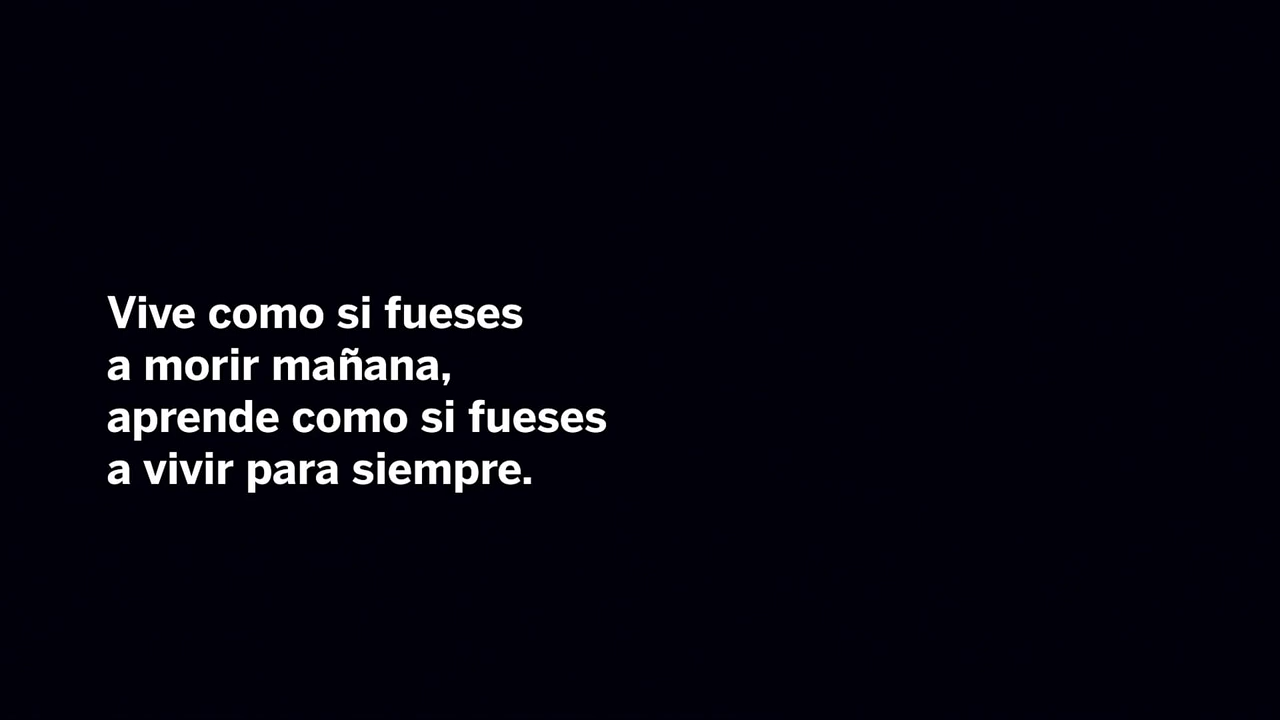 Vive como si fueses
a morir mañana,
aprende como si fueses
a vivir para siempre.